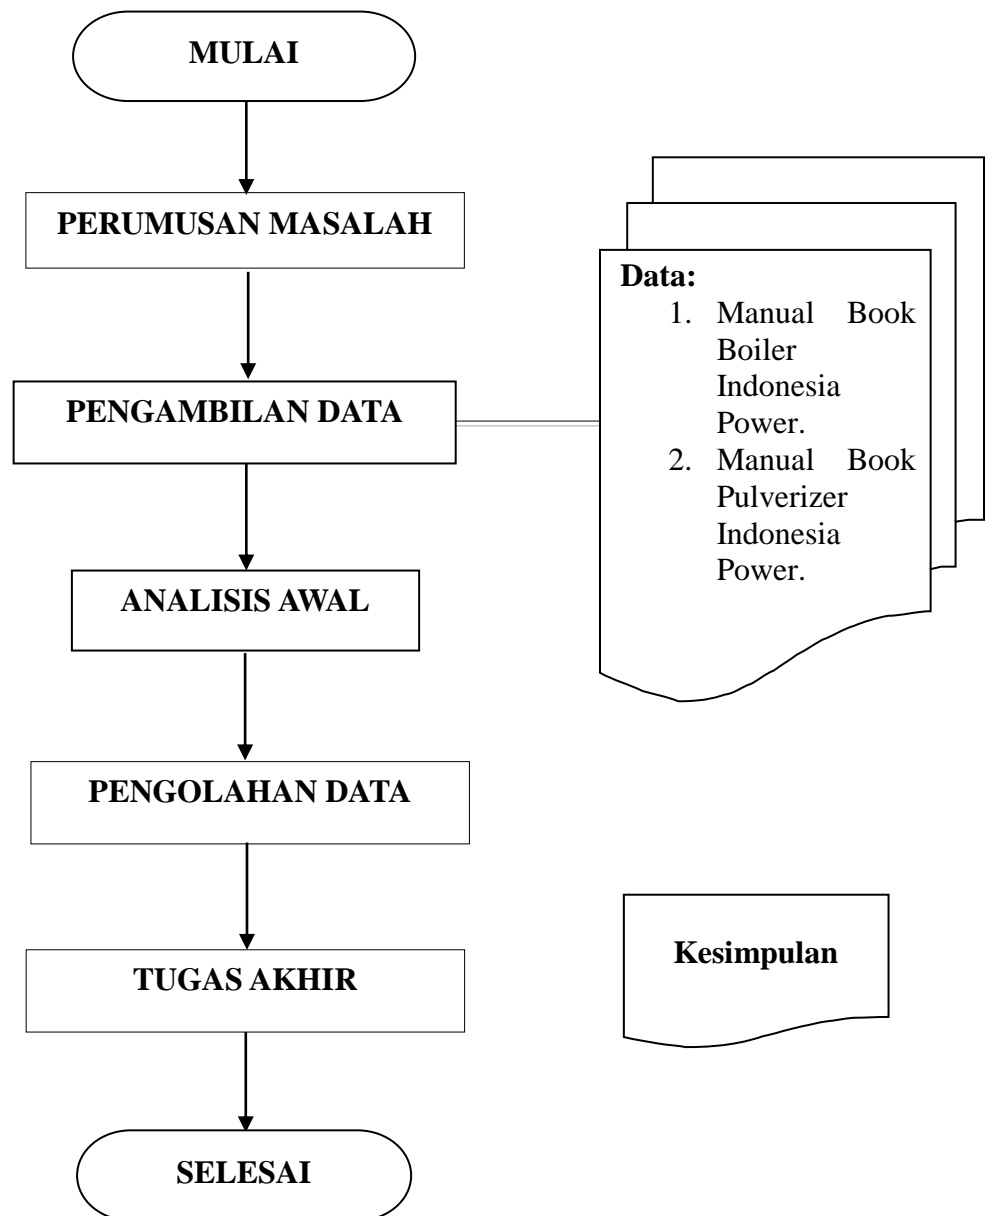 MULAI
PERUMUSAN MASALAH
PENGAMBILAN DATA
Data:
1. Manual Book
Boiler
Indonesia
Power.
2. Manual Book
Pulverizer
Indonesia
Power.
ANALISIS AWAL
PENGOLAHAN DATA
Kesimpulan
TUGAS AKHIR
SELESAI